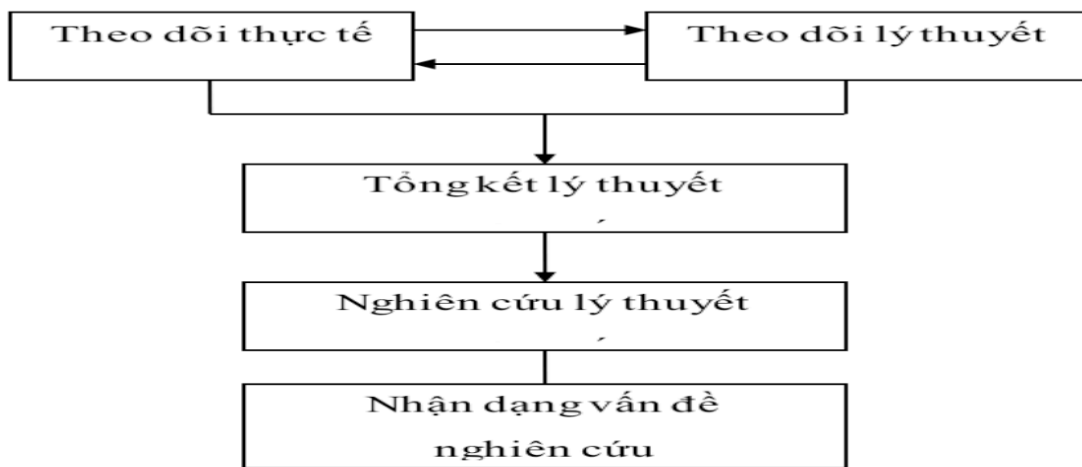 Theo dõi thực tế
Theo dõi lý thuyết
Tổng kết lý thuyết
Nghiên cứu lý thuyết
Nhận dạng vấn đề
nghiên cứu